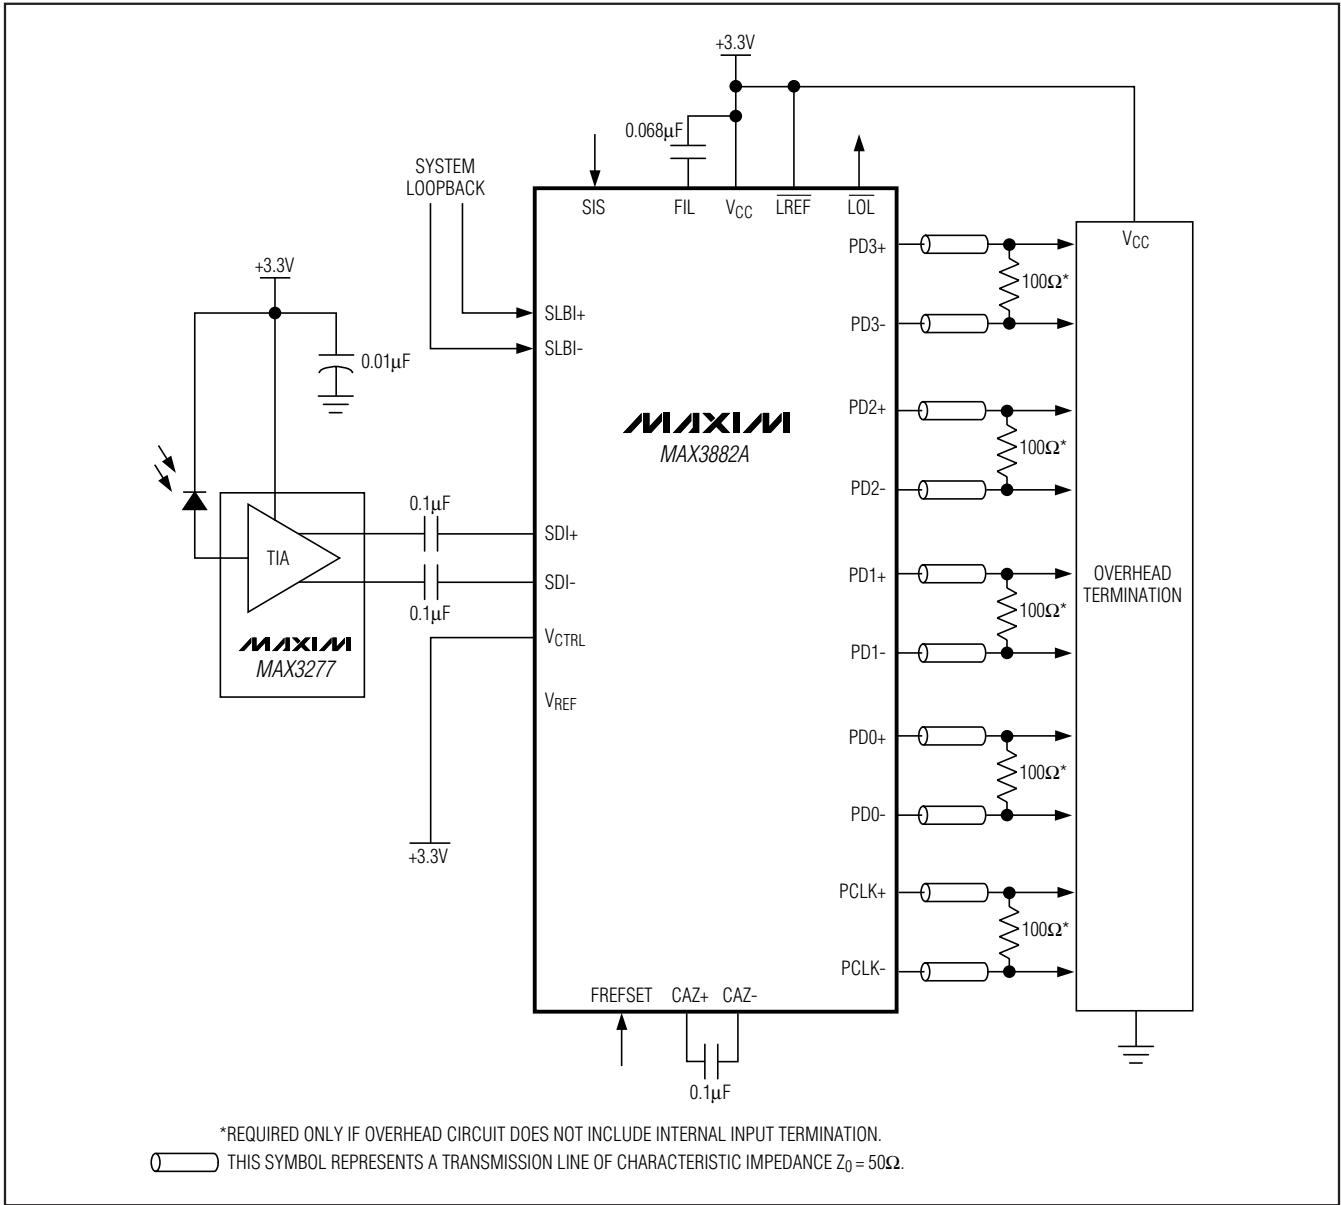 +3.3V
0.068μF
SYSTEM
LOOPBACK
SIS
FIL
VCC
LREF
LOL
PD3+
VCC
+3.3V
100Ω*
SLBI+
PD3-
SLBI-
0.01μF
PD2+
MAXIM
MAX3882A
100Ω*
PD2-
0.1μF
SDI+
TIA
PD1+
OVERHEAD
TERMINATION
SDI-
0.1μF
100Ω*
MAXIM
MAX3277
VCTRL
PD1-
VREF
PD0+
100Ω*
PD0-
+3.3V
PCLK+
100Ω*
PCLK-
FREFSET
CAZ+
CAZ-
0.1μF
*REQUIRED ONLY IF OVERHEAD CIRCUIT DOES NOT INCLUDE INTERNAL INPUT TERMINATION.
THIS SYMBOL REPRESENTS A TRANSMISSION LINE OF CHARACTERISTIC IMPEDANCE Z0 = 50Ω.